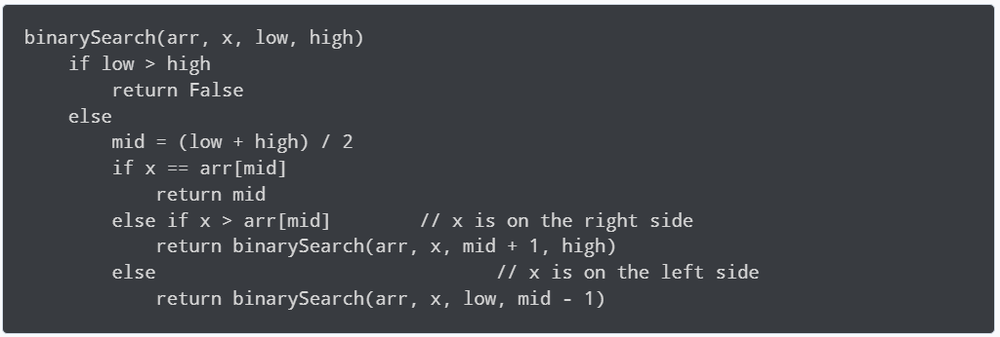 binarySearch(arr, x, low, high)
    if low > high
        return False
    else
        mid = (low + high) / 2
        if x == arr[mid]
            return mid
        else if x > arr[mid]        // x is on the right side
            return binarySearch(arr, x, mid + 1, high)
        else                               // x is on the left side
            return binarySearch(arr, x, low, mid - 1)